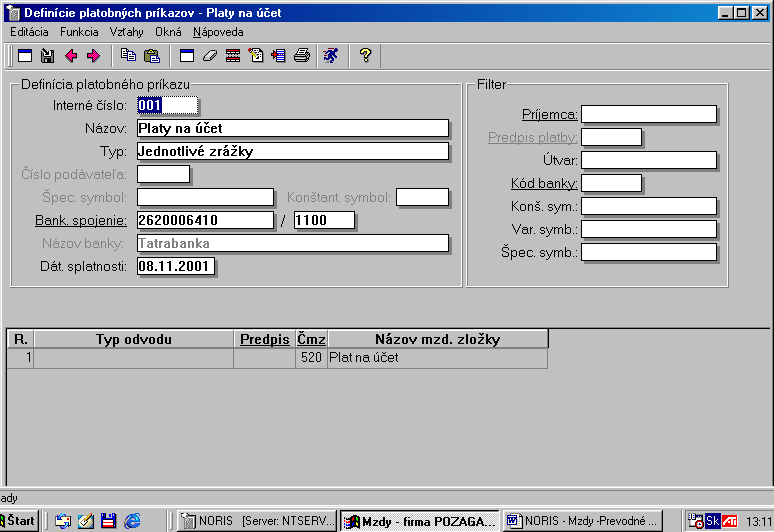 Definície platobných príkazov - Platy na účet
Editácia Funkcia Vzťahy Okná Nápoveda
Definícia platobného príkazu
Interné číslo: 001
Názov: Platy na účet
Typ: Jednotlivé zrážky
Číslo podávateľa:
Špec. symbol: Konštant. symbol:
Bank. spojenie: 2620006410 / 1100
Názov banky: Tatrabanka
Dát. splatnosti: 08.11.2001
Filter
Príjemca:
Predpis platby:
Útvar:
Kód banky:
Konš. sym.:
Var. symb.:
Špec. symb.:
R. Typ odvodu Predpis Čmz Názov mzd. zložky
1 520 Plat na účet
ady
Štart NORIS [Server: NTSERV... Mzdy - firma POZAGA... NORIS - Mzdy -Prevodné ... Sk ATI 13:11